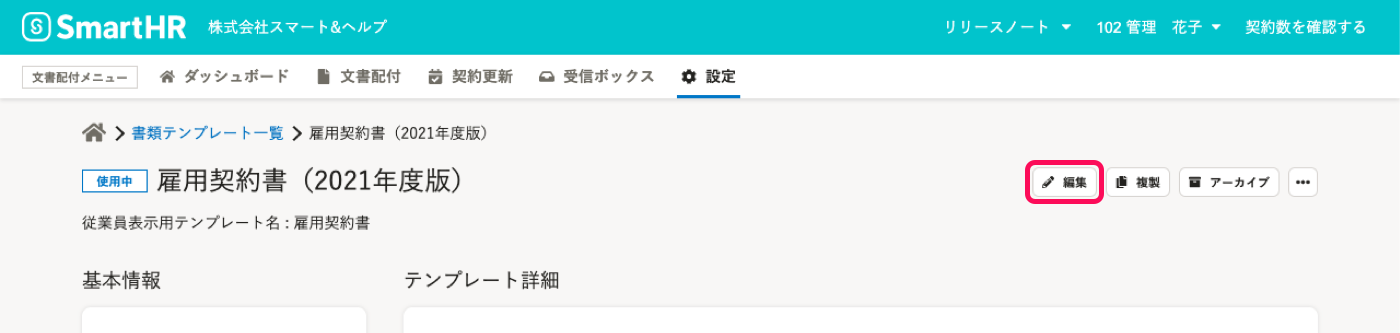 SmartHR 株式会社スマート&ヘルプ リリースノート 102 管理 花子 契約数を確認する
文書配付メニュー ダッシュボード 文書配付 契約更新 受信ボックス 設定
書類テンプレート一覧 雇用契約書（2021年度版）
使用中 雇用契約書（2021年度版） 編集 複製 アーカイブ
従業員表示用テンプレート名 : 雇用契約書
基本情報 テンプレート詳細